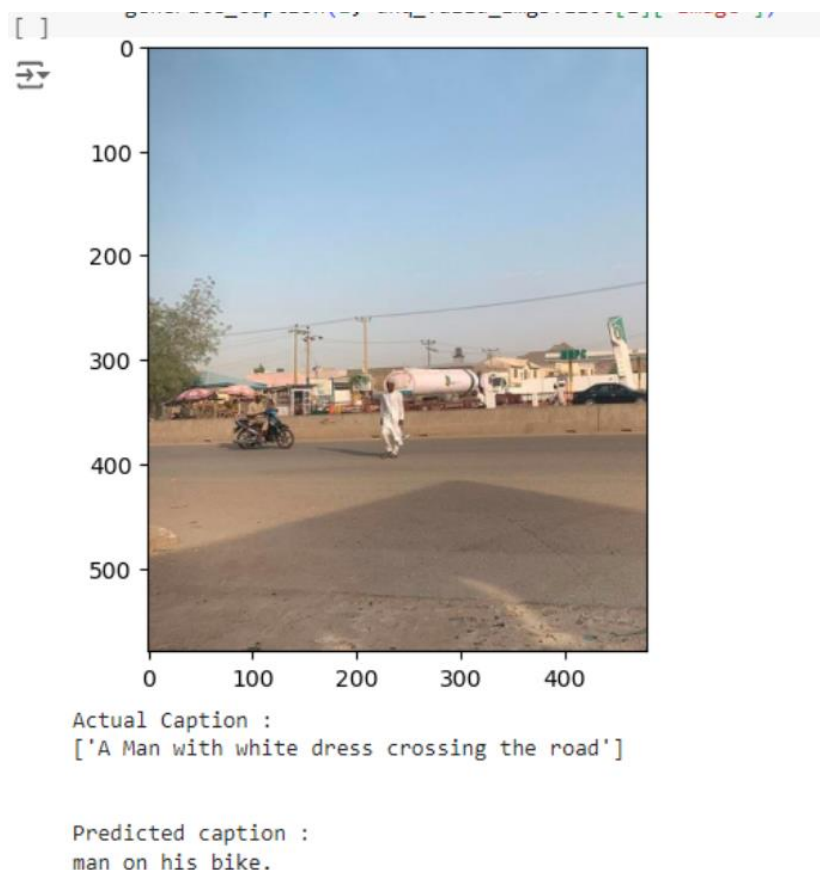 [ ]
0
100
200
300
400
500
0 100 200 300 400
Actual Caption :
['A Man with white dress crossing the road']
Predicted caption :
man on his bike.